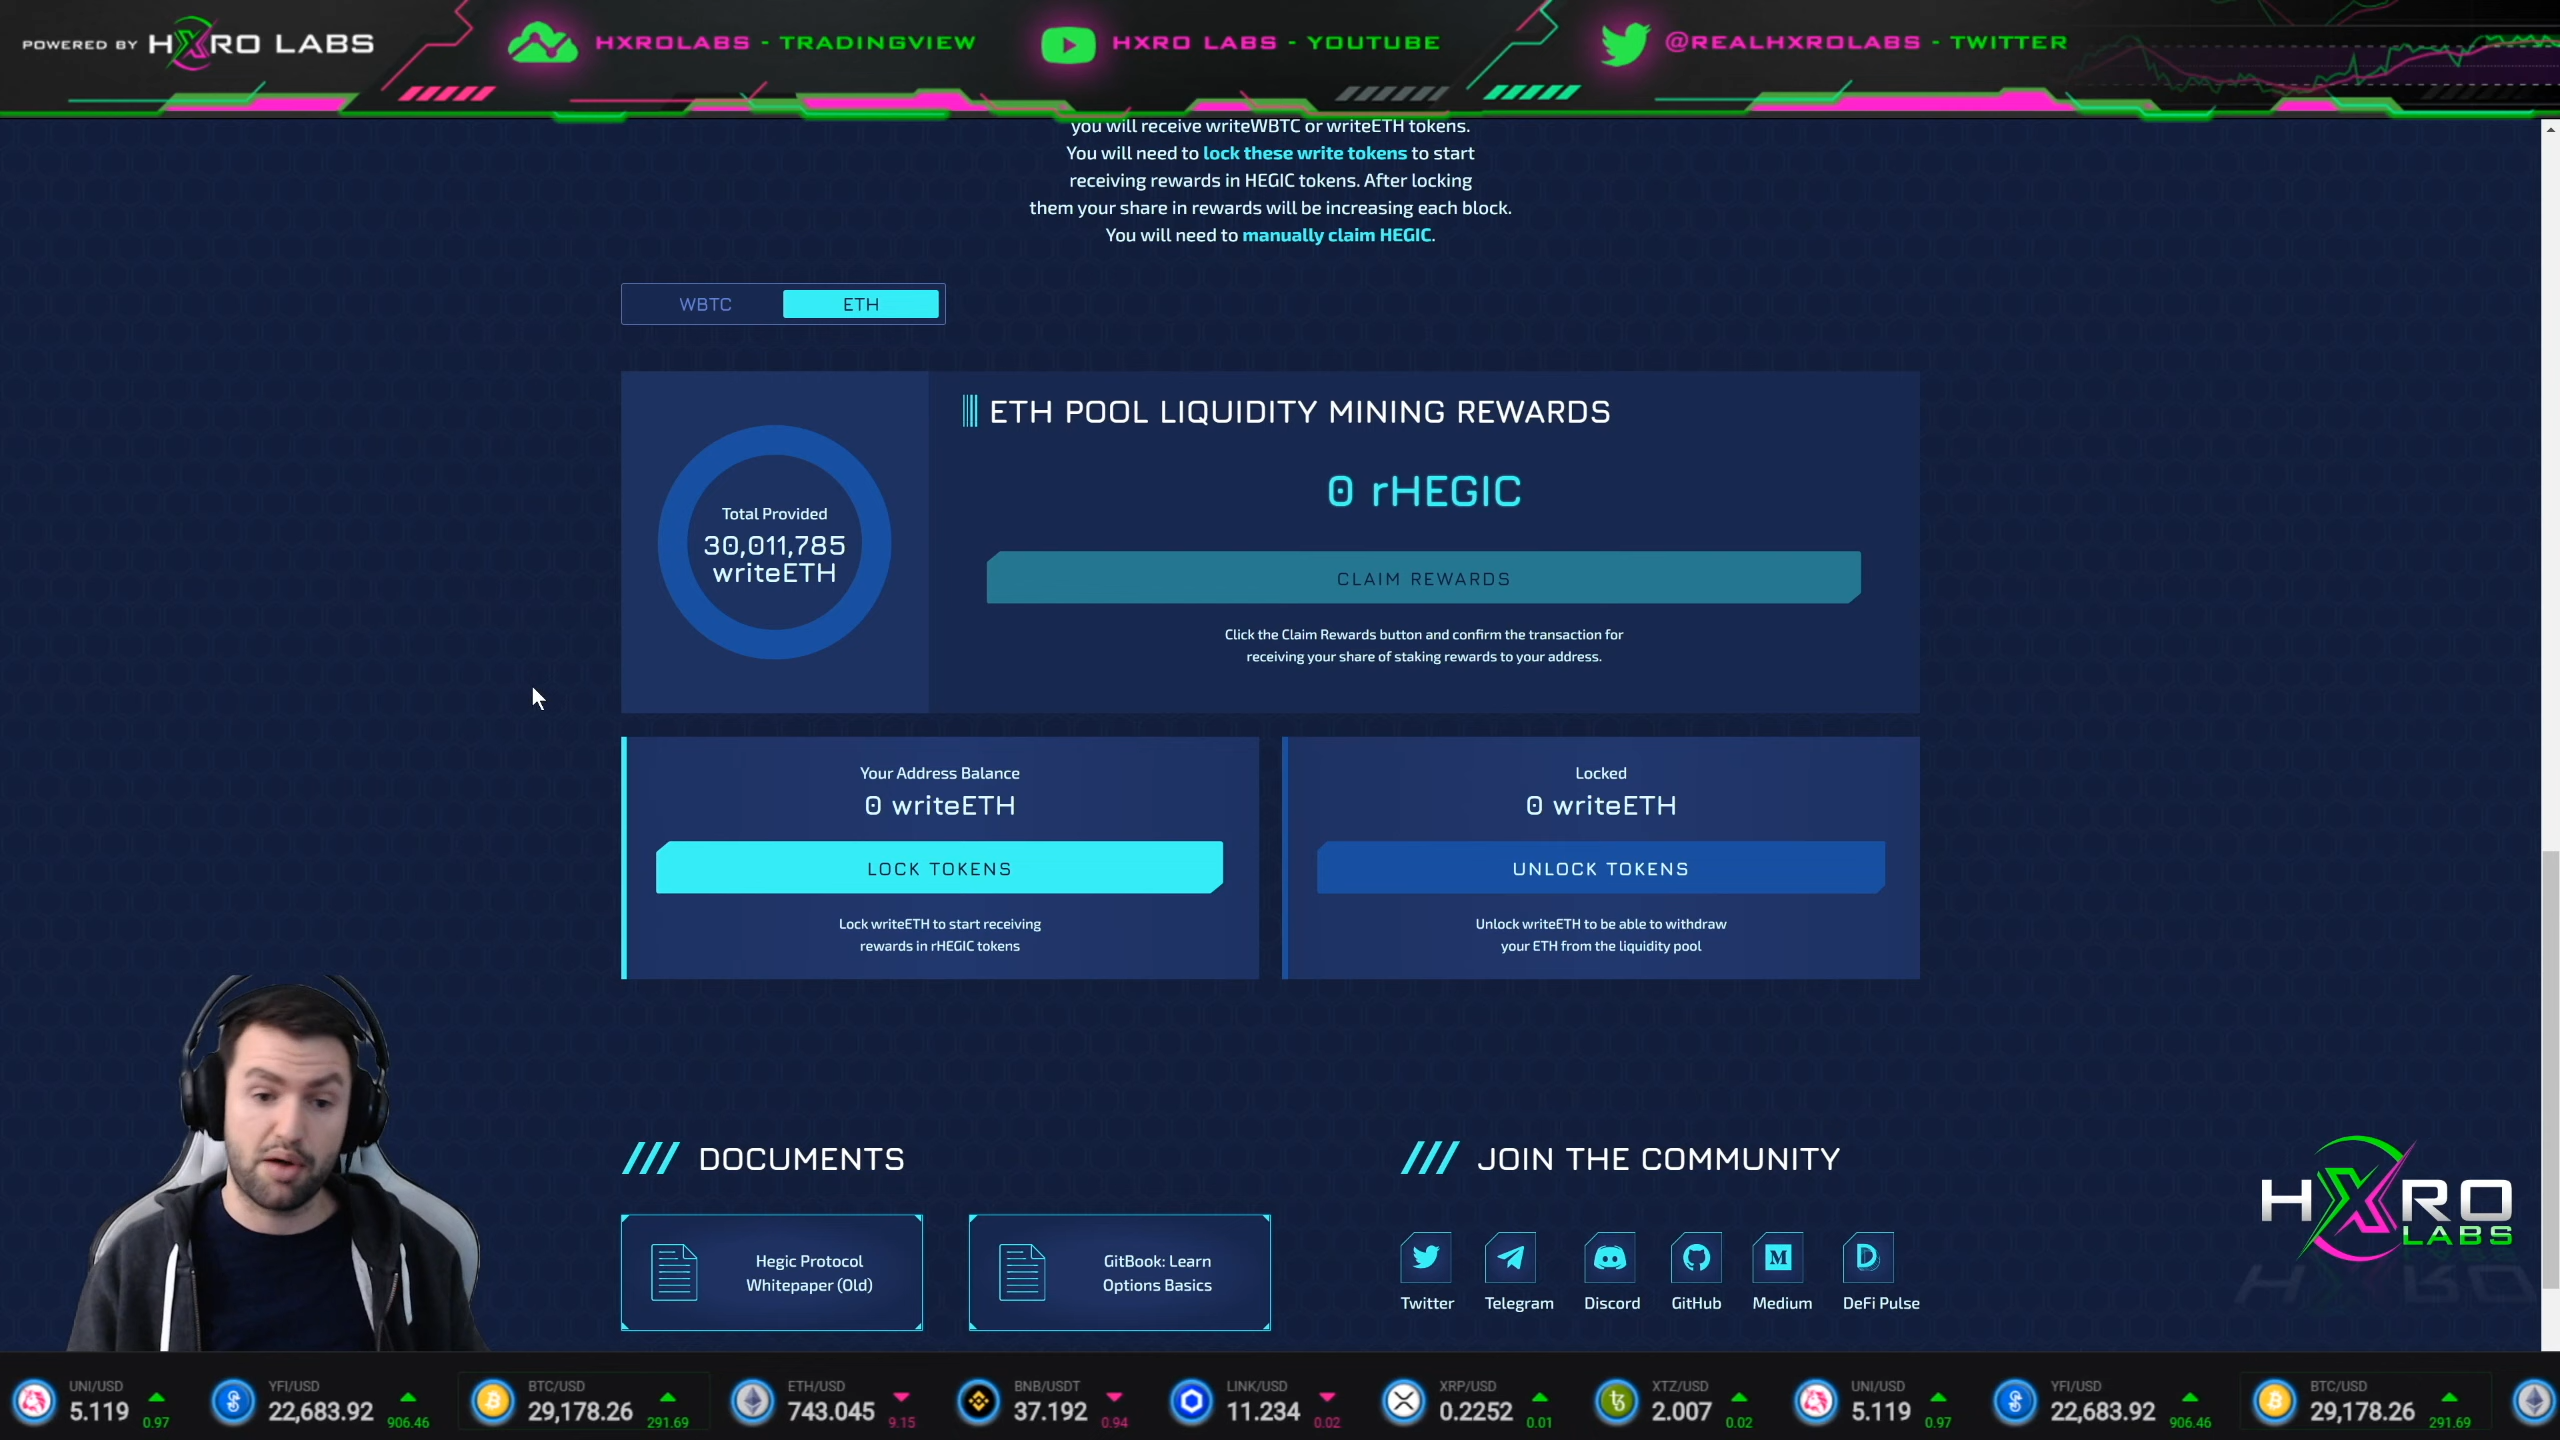 POWERED BY HXRO LABS
HXROLABS - TRADINGVIEW
HXRO LABS - YOUTUBE
@REALHXROLABS - TWITTER
you will receive writeWBTC or writeETH tokens.
You will need to lock these write tokens to start
receiving rewards in HEGIC tokens. After locking
them your share in rewards will be increasing each block.
You will need to manually claim HEGIC.
WBTC
ETH
ETH POOL LIQUIDITY MINING REWARDS
Total Provided
30,011,785
writeETH
0 rHEGIC
CLAIM REWARDS
Click the Claim Rewards button and confirm the transaction for
receiving your share of staking rewards to your address.
Your Address Balance
0 writeETH
LOCK TOKENS
Lock writeETH to start receiving
rewards in rHEGIC tokens
Locked
0 writeETH
UNLOCK TOKENS
Unlock writeETH to be able to withdraw
your ETH from the liquidity pool
DOCUMENTS
Hegic Protocol
Whitepaper (Old)
GitBook: Learn
Options Basics
JOIN THE COMMUNITY
Twitter
Telegram
Discord
GitHub
Medium
DeFi Pulse
HXRO
LABS
UNI/USD
5.119 0.97
YFI/USD
22,683.92 906.46
BTC/USD
29,178.26 291.69
ETH/USD
743.045 9.15
BNB/USDT
37.192 0.94
LINK/USD
11.234 0.02
XRP/USD
0.2252 0.01
XTZ/USD
2.007 0.02
UNI/USD
5.119 0.97
YFI/USD
22,683.92 906.46
BTC/USD
29,178.26 291.69